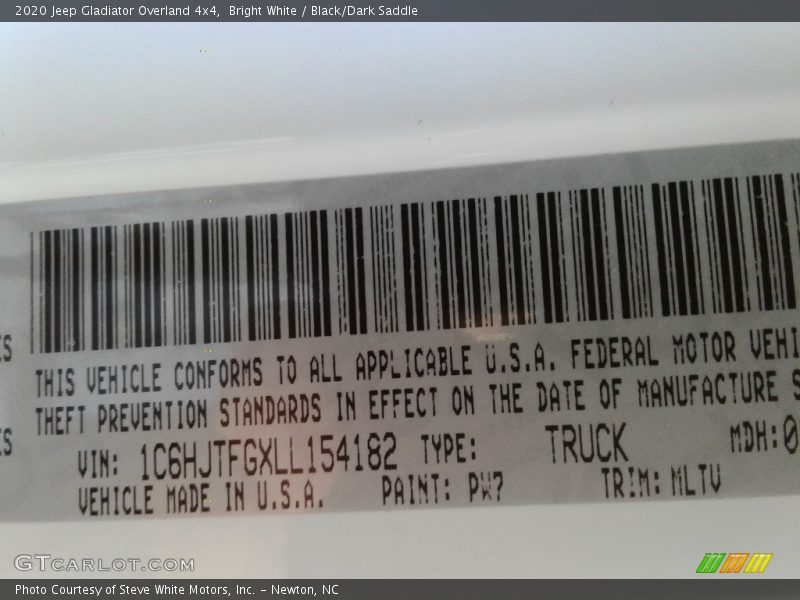 2020 Jeep Gladiator Overland 4x4, Bright White / Black/Dark Saddle
THIS VEHICLE CONFORMS TO ALL APPLICABLE U.S.A. FEDERAL MOTOR VEHI
ES THEFT PREVENTION STANDARDS IN EFFECT ON THE DATE OF MANUFACTURE S
ES VIN: 1C6HJTFGXLL154182 TYPE: TRUCK MDH:0
VEHICLE MADE IN U.S.A. PAINT: PW7 TRIM: MLTV
GTCARLOT.COM
Photo Courtesy of Steve White Motors, Inc. – Newton, NC